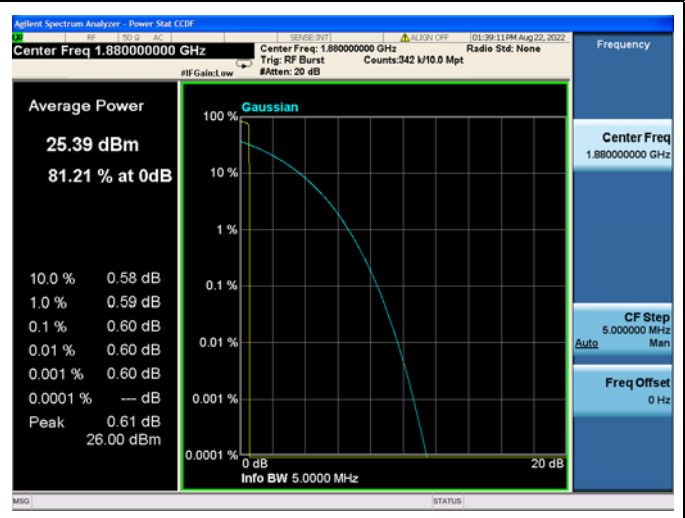 Agilent Spectrum Analyzer - Power Stat CCDF
RF 50 Ω AC SENSE:INT ALIGN OFF 01:39:11 PM Aug 22, 2022
Center Freq 1.880000000 GHz
Center Freq: 1.880000000 GHz Radio Std: None
Trig: RF Burst Counts:342 k/10.0 Mpt
#IFGain:Low #Atten: 20 dB
Frequency
Average Power
25.39 dBm
81.21 % at 0dB
10.0 % 0.58 dB
1.0 % 0.59 dB
0.1 % 0.60 dB
0.01 % 0.60 dB
0.001 % 0.60 dB
0.0001 % --- dB
Peak 0.61 dB
26.00 dBm
Gaussian
100 %
10 %
1 %
0.1 %
0.01 %
0.001 %
0.0001 %
0 dB 20 dB
Info BW 5.0000 MHz
Center Freq
1.880000000 GHz
CF Step
5.000000 MHz
Auto Man
Freq Offset
0 Hz
MSG STATUS